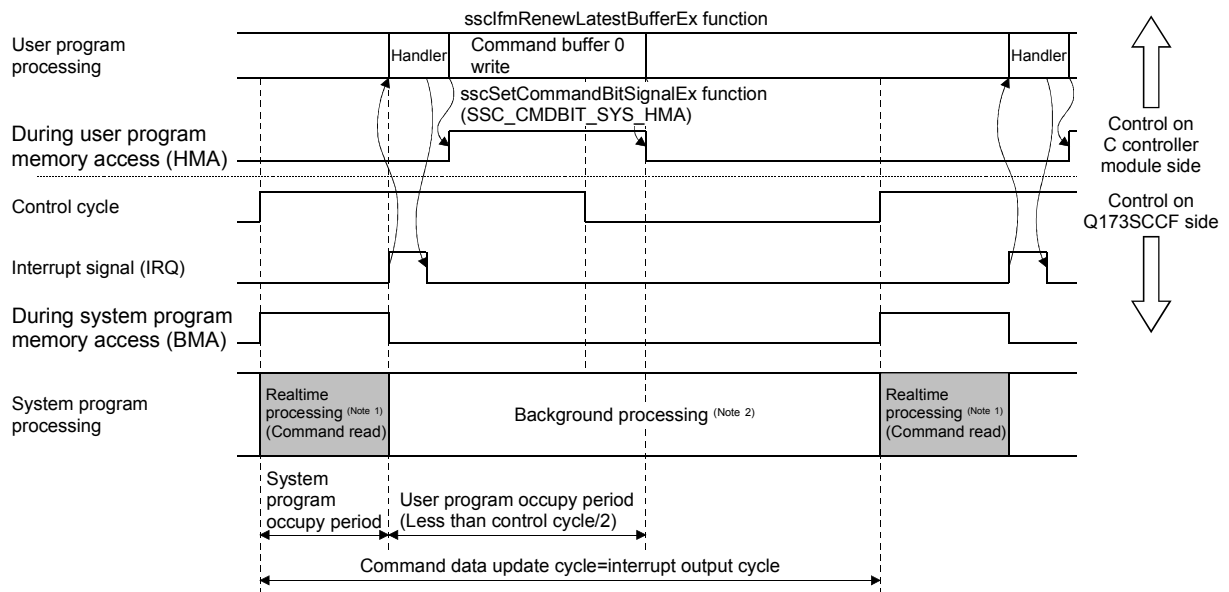 sscIfmRenewLatestBufferEx function
User program
processing
Handler
Command buffer 0
write
Handler
sscSetCommandBitSignalEx function
(SSC_CMDBIT_SYS_HMA)
During user program
memory access (HMA)
Control on
C controller
module side
Control cycle
Control on
Q173SCCF side
Interrupt signal (IRQ)
During system program
memory access (BMA)
System program
processing
Realtime
processing (Note 1)
(Command read)
Background processing (Note 2)
Realtime
processing (Note 1)
(Command read)
System
program
occupy period
User program occupy period
(Less than control cycle/2)
Command data update cycle=interrupt output cycle